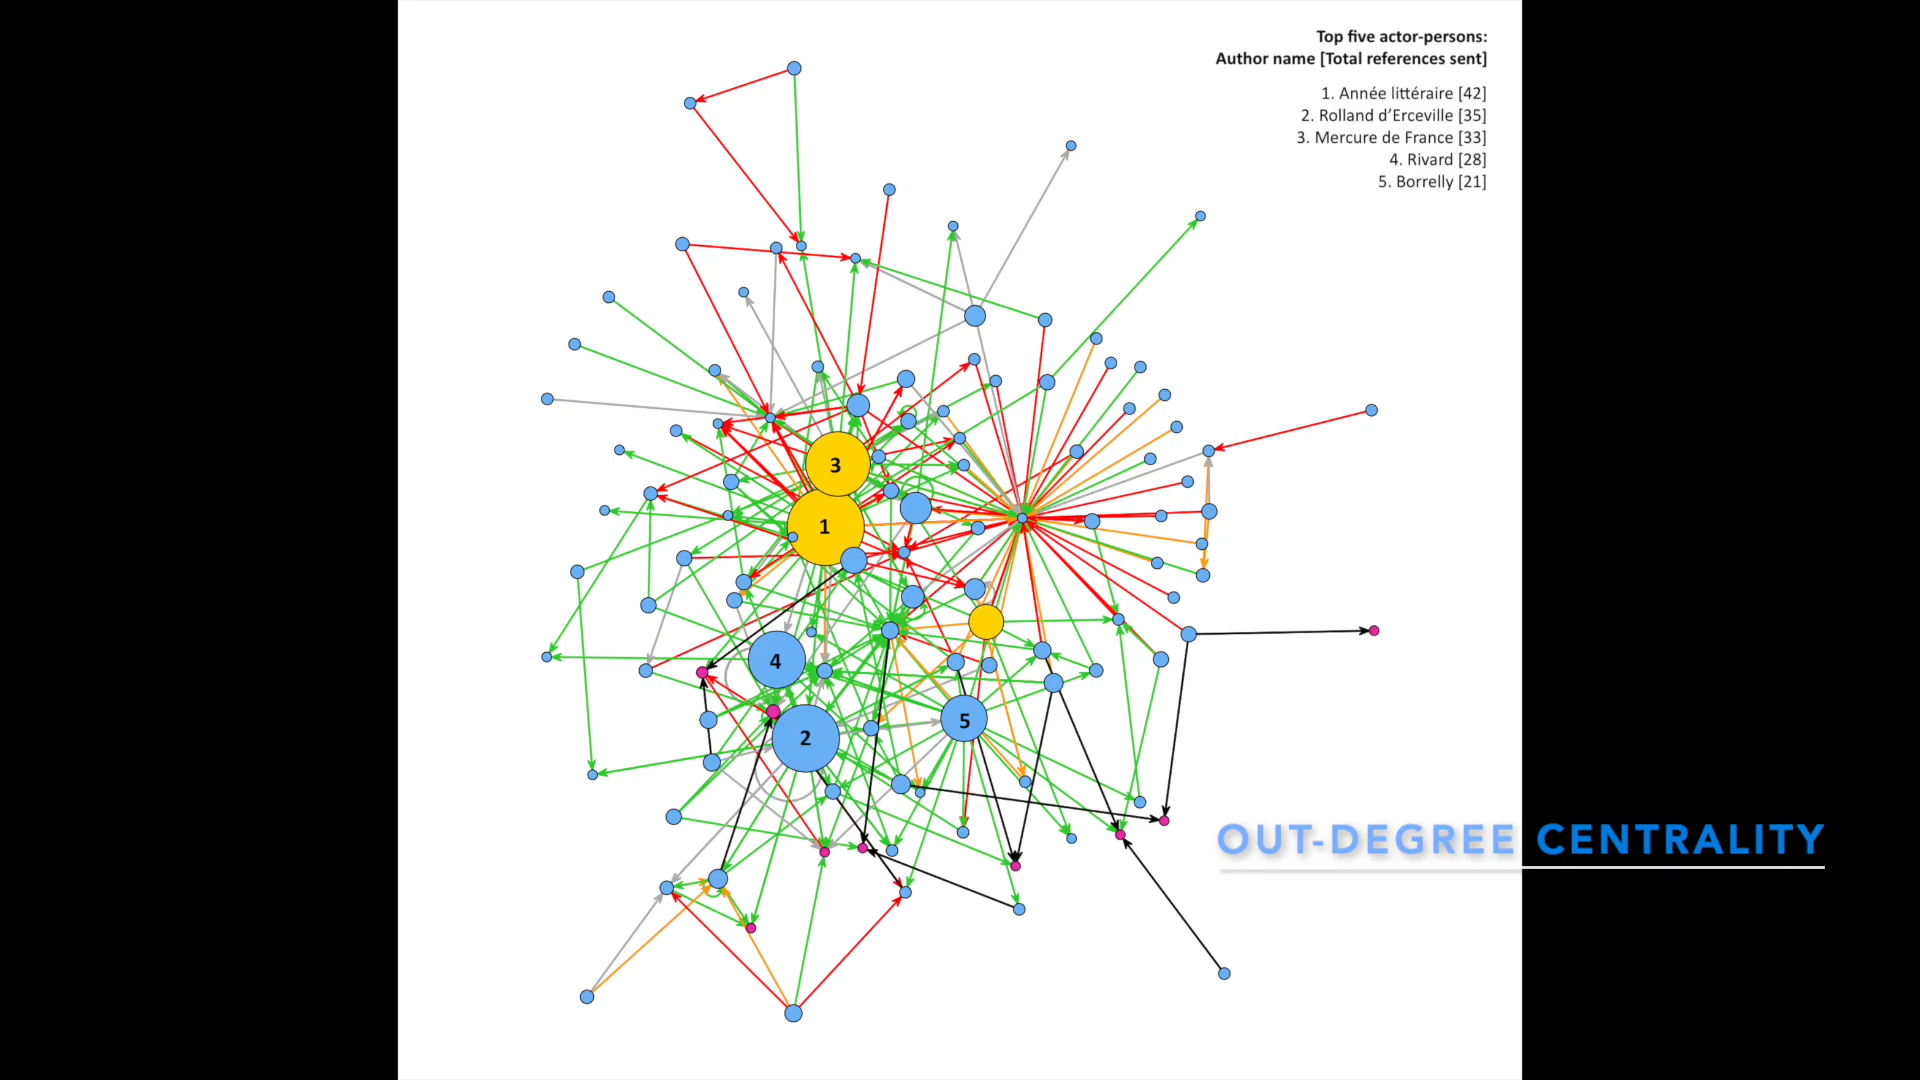 Top five actor-persons:
Author name [Total references sent]
1. Année littéraire [42]
2. Rolland d’Erceville [35]
3. Mercure de France [33]
4. Rivard [28]
5. Borrelly [21]
3
1
4
2
5
OUT-DEGREE CENTRALITY